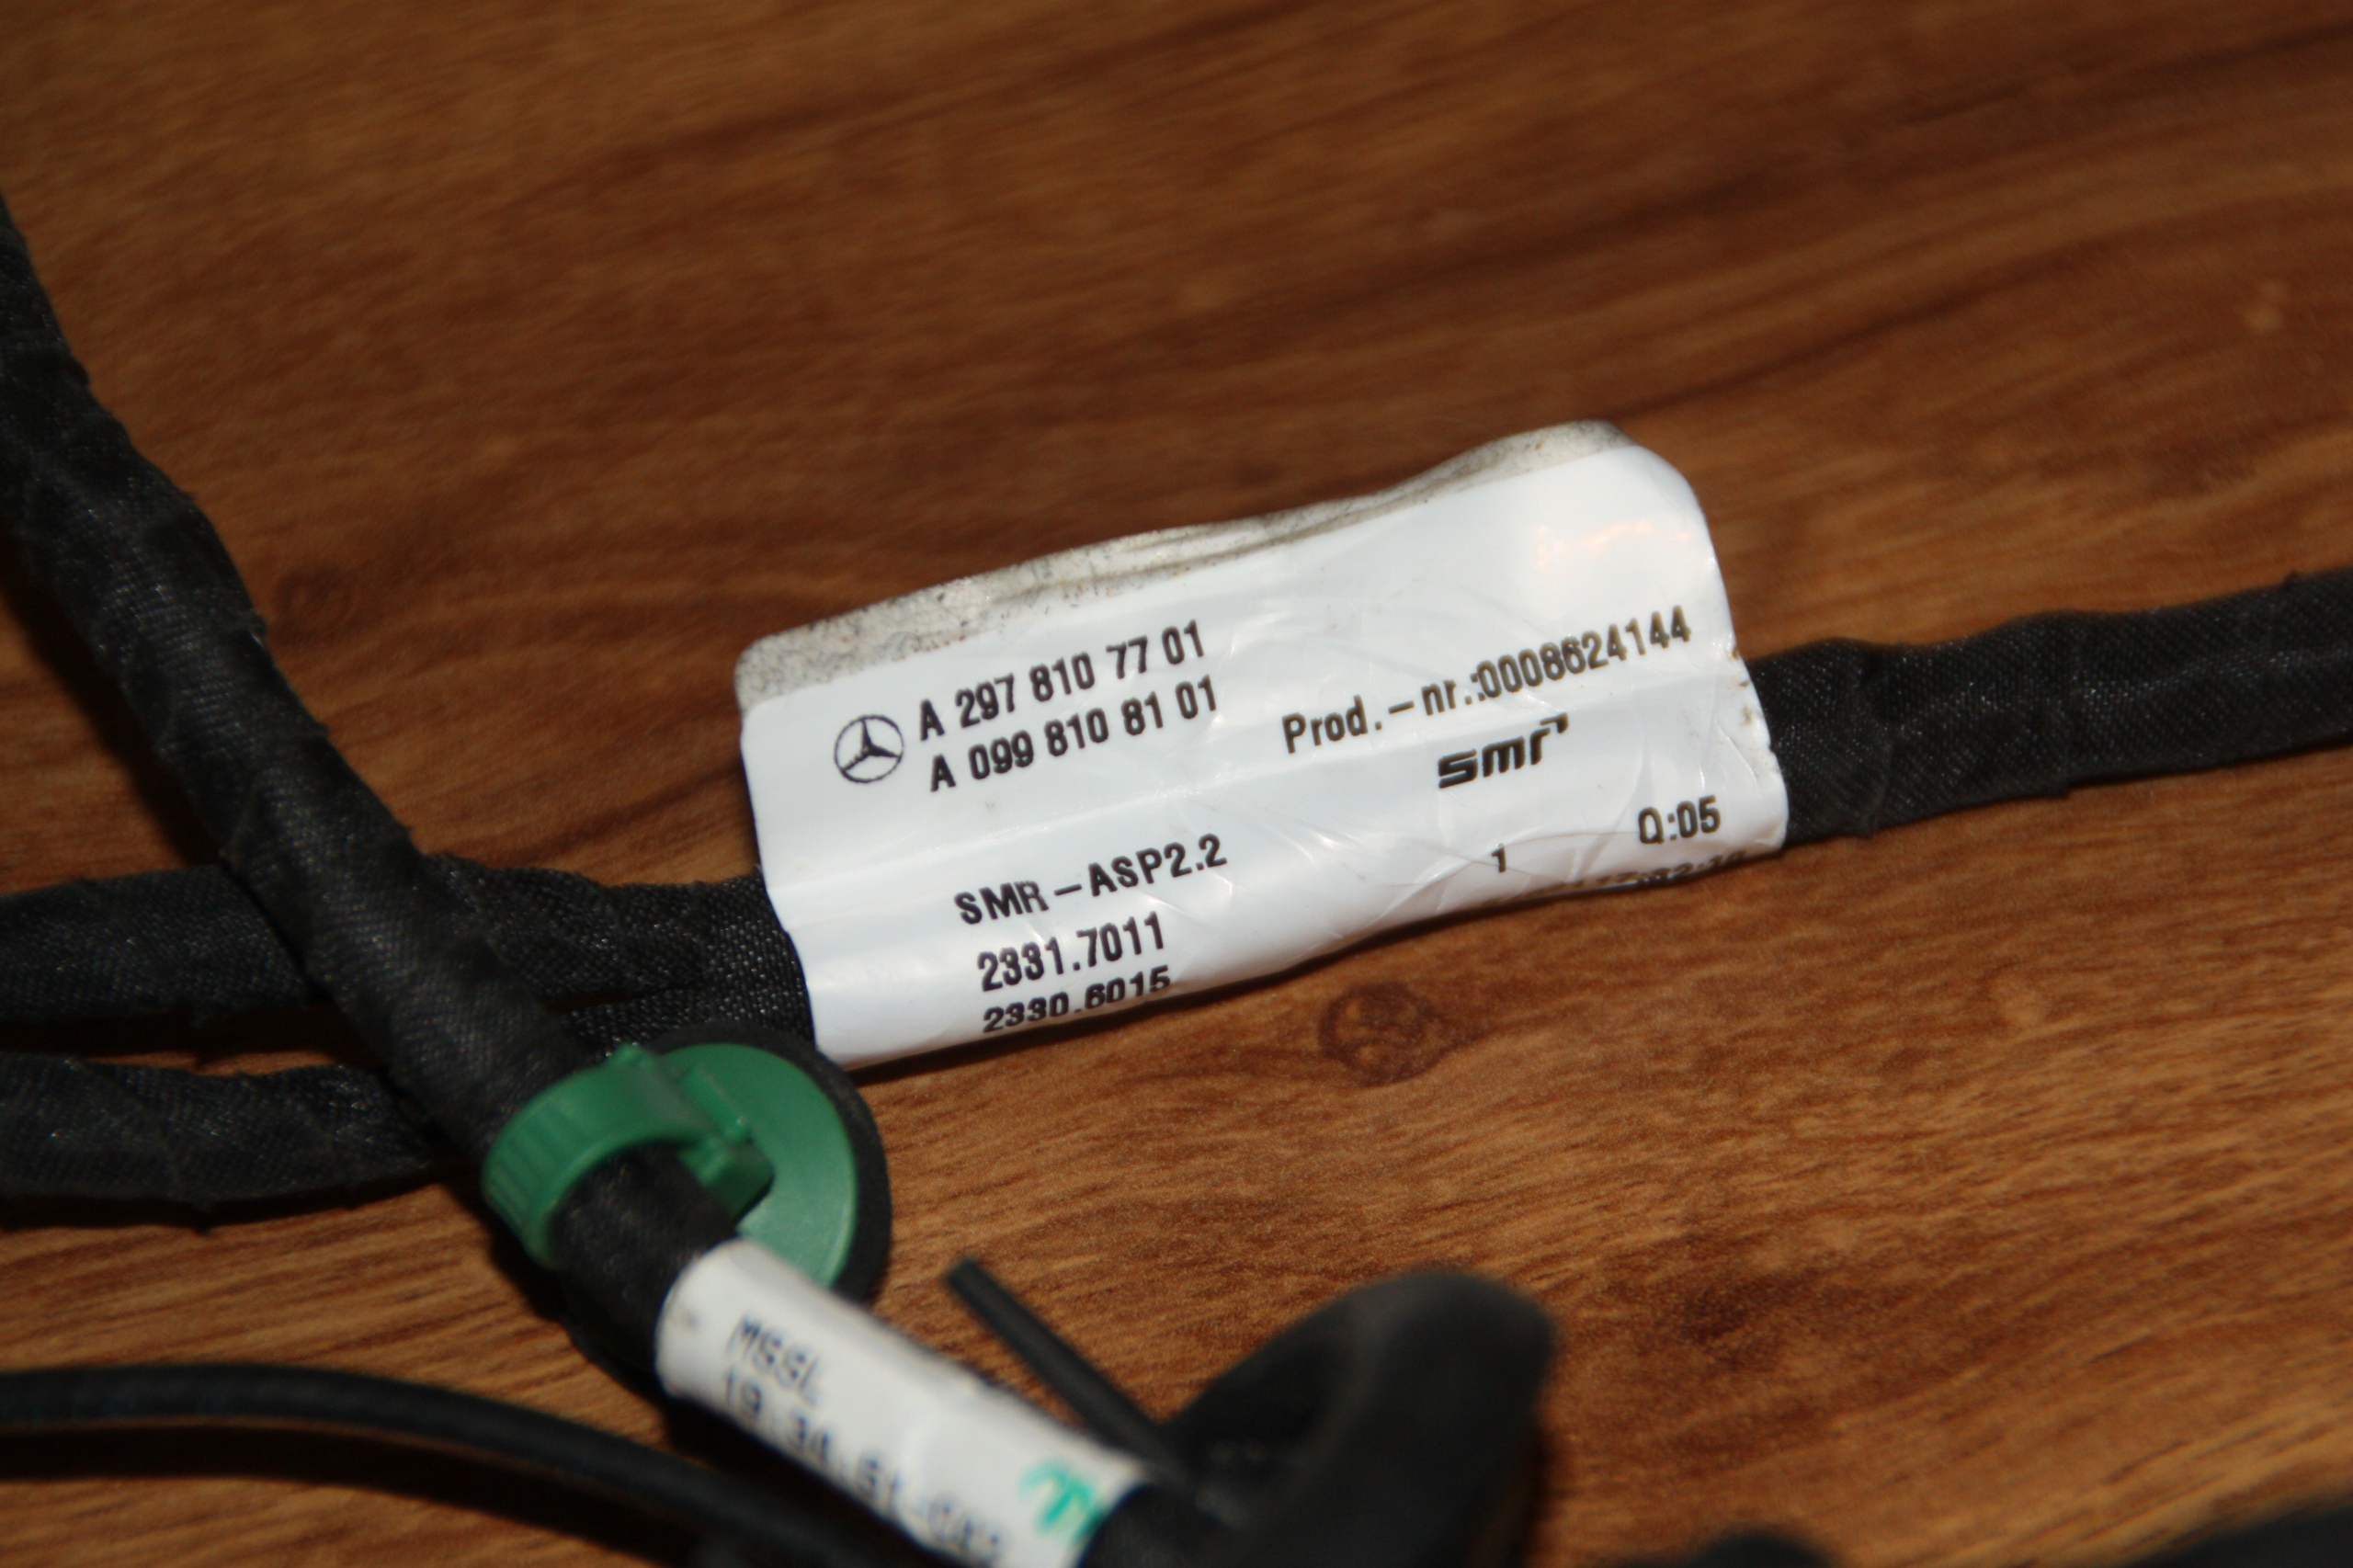 A 297 810 77 01
A 099 810 81 01
Prod.-nr.:0008624144
smr
SMR-ASP2.2
1
Q:05
2331.7011
2330.6015
MSSL